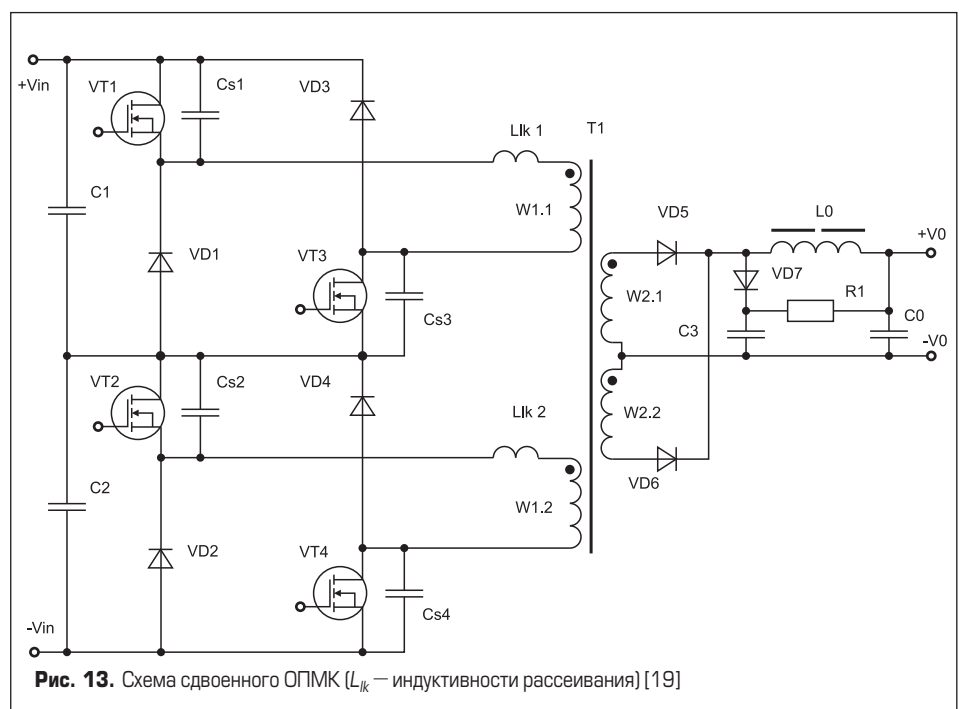 +Vin
VT1
Cs1
VD3
Llk 1
T1
C1
W1.1
VD5
L0
+V0
VD1
VT3
VD7
R1
W2.1
Cs3
C3
C0
-V0
VT2
Cs2
VD4
Llk 2
W2.2
C2
W1.2
VD6
VD2
VT4
Cs4
-Vin
Рис. 13. Схема сдвоенного ОПМК (Llk — индуктивности рассеивания) [19]